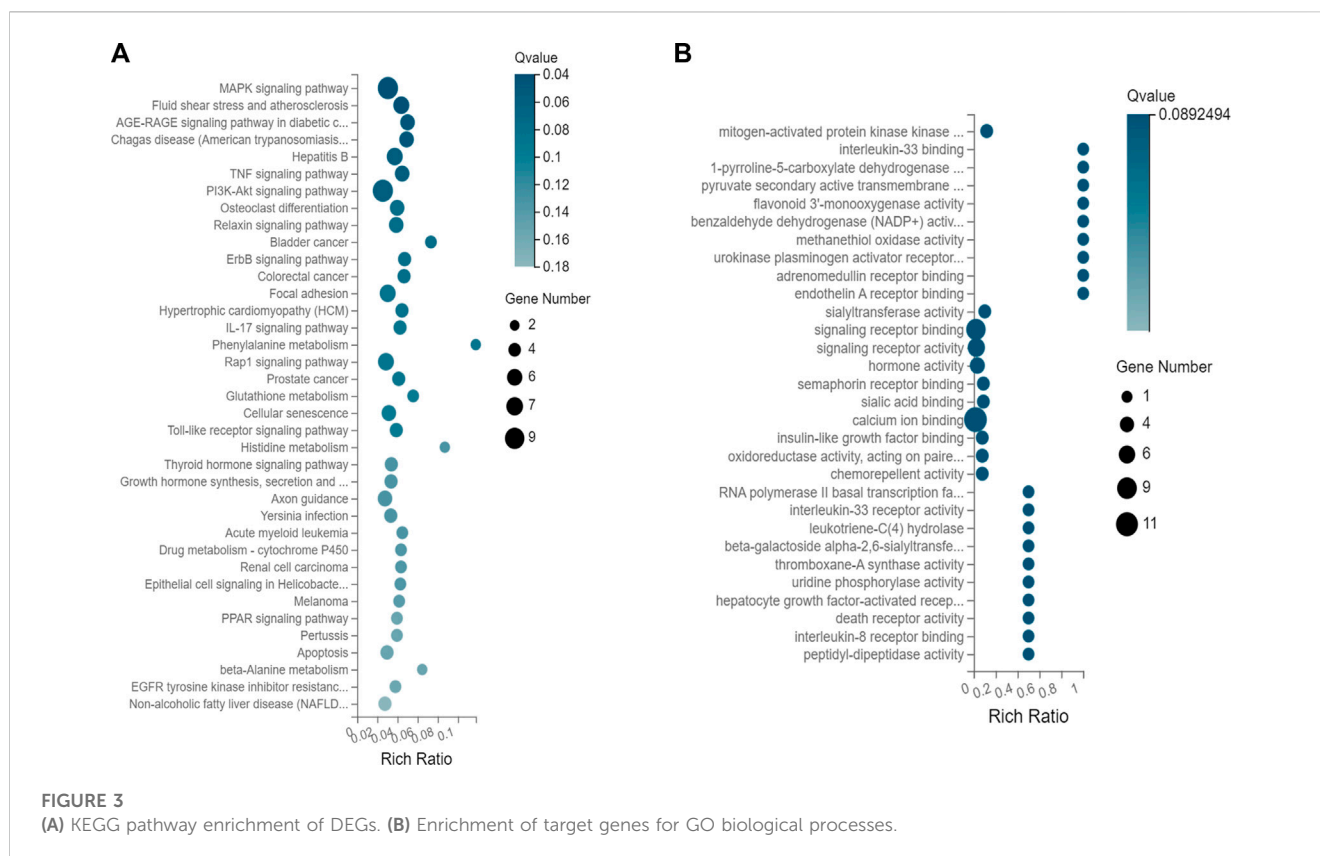 A
MAPK signaling pathway
Fluid shear stress and atherosclerosis
AGE-RAGE signaling pathway in diabetic c...
Chagas disease (American trypanosomiasis...
Hepatitis B
TNF signaling pathway
PI3K-Akt signaling pathway
Osteoclast differentiation
Relaxin signaling pathway
Bladder cancer
ErbB signaling pathway
Colorectal cancer
Focal adhesion
Hypertrophic cardiomyopathy (HCM)
IL-17 signaling pathway
Phenylalanine metabolism
Rap1 signaling pathway
Prostate cancer
Glutathione metabolism
Cellular senescence
Toll-like receptor signaling pathway
Histidine metabolism
Thyroid hormone signaling pathway
Growth hormone synthesis, secretion and ...
Axon guidance
Yersinia infection
Acute myeloid leukemia
Drug metabolism - cytochrome P450
Renal cell carcinoma
Epithelial cell signaling in Helicobacte...
Melanoma
PPAR signaling pathway
Pertussis
Apoptosis
beta-Alanine metabolism
EGFR tyrosine kinase inhibitor resistanc...
Non-alcoholic fatty liver disease (NAFLD...
0 0.02 0.04 0.06 0.08 0.1
Rich Ratio
Qvalue
0.04
0.06
0.08
0.1
0.12
0.14
0.16
0.18
Gene Number
2
4
6
7
9
B
mitogen-activated protein kinase kinase ...
interleukin-33 binding
1-pyrroline-5-carboxylate dehydrogenase ...
pyruvate secondary active transmembrane ...
flavonoid 3'-monooxygenase activity
benzaldehyde dehydrogenase (NADP+) activ...
methanethiol oxidase activity
urokinase plasminogen activator receptor...
adrenomedullin receptor binding
endothelin A receptor binding
sialyltransferase activity
signaling receptor binding
signaling receptor activity
hormone activity
semaphorin receptor binding
sialic acid binding
calcium ion binding
insulin-like growth factor binding
oxidoreductase activity, acting on paire...
chemorepellent activity
RNA polymerase II basal transcription fa...
interleukin-33 receptor activity
leukotriene-C(4) hydrolase
beta-galactoside alpha-2,6-sialyltransfe...
thromboxane-A synthase activity
uridine phosphorylase activity
hepatocyte growth factor-activated recep...
death receptor activity
interleukin-8 receptor binding
peptidyl-dipeptidase activity
0 0.2 0.4 0.6 0.8 1
Rich Ratio
Qvalue
0.0892494
Gene Number
1
4
6
9
11
FIGURE 3
(A) KEGG pathway enrichment of DEGs. (B) Enrichment of target genes for GO biological processes.